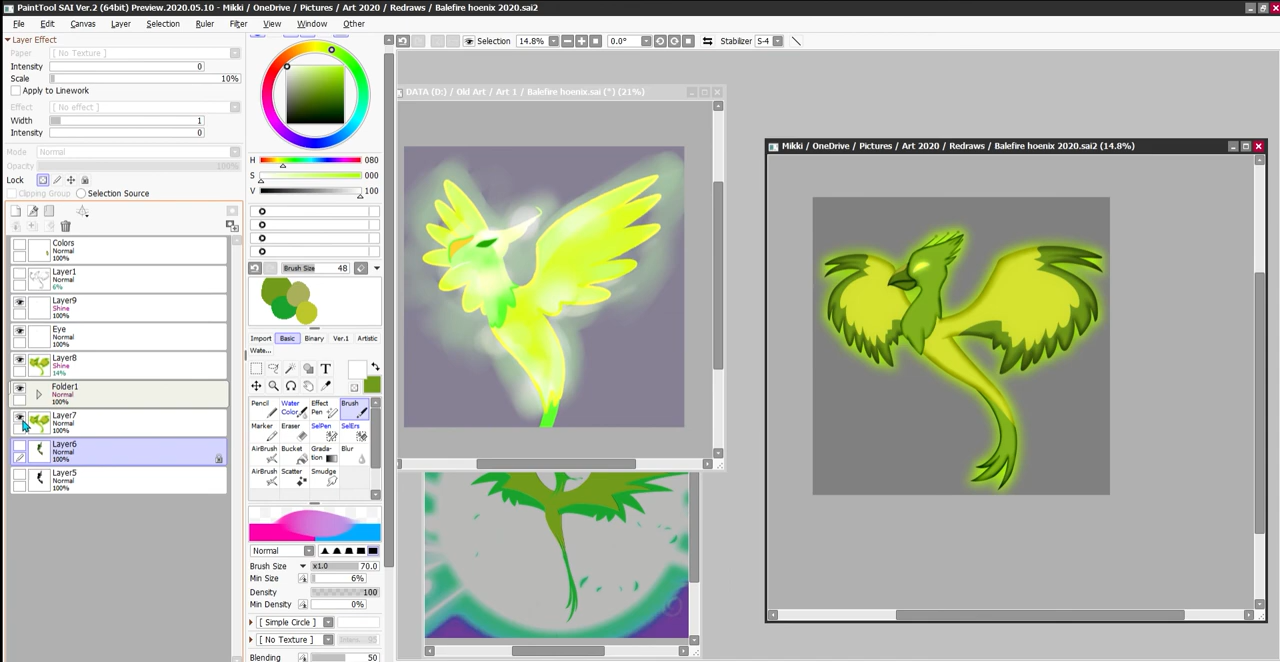 PaintTool SAI Ver.2 (64bit) Preview.2020.05.10 - Mikki / OneDrive / Pictures / Art 2020 / Redraws / Balefire hoenix 2020.sai2
File Edit Canvas Layer Selection Ruler Filter View Window Other
Layer Effect
Paper [ No Texture ]
Intensity 0
Scale 10%
Apply to Linework
Effect [ No effect ]
Width 1
Intensity 0
Mode Normal
Opacity 100%
Lock
Clipping Group Selection Source
Colors
Normal
100%
Layer1
Normal
6%
Layer9
Shine
100%
Eye
Normal
100%
Layer8
Shine
14%
Folder1
Normal
100%
Layer7
Normal
100%
Layer6
Normal
100%
Layer5
Normal
100%
H 080
S 000
V 100
Brush Size 48
Import Basic Binary Ver.1 Artistic
Wate...
Pencil Water Color Effect Pen Brush
Marker Eraser SelPen SelErs
AirBrush Bucket Grada-tion Blur
AirBrush Scatter Smudge
Normal
Brush Size x1.0 70.0
Min Size 6%
Density 100
Min Density 0%
[ Simple Circle ]
[ No Texture ]
Blending 50
Selection 14.8% 0.0° Stabilizer S-4
DATA (D:) / Old Art / Art 1 / Balefire hoenix.sai (*) (21%)
Mikki / OneDrive / Pictures / Art 2020 / Redraws / Balefire hoenix 2020.sai2 (14.8%)